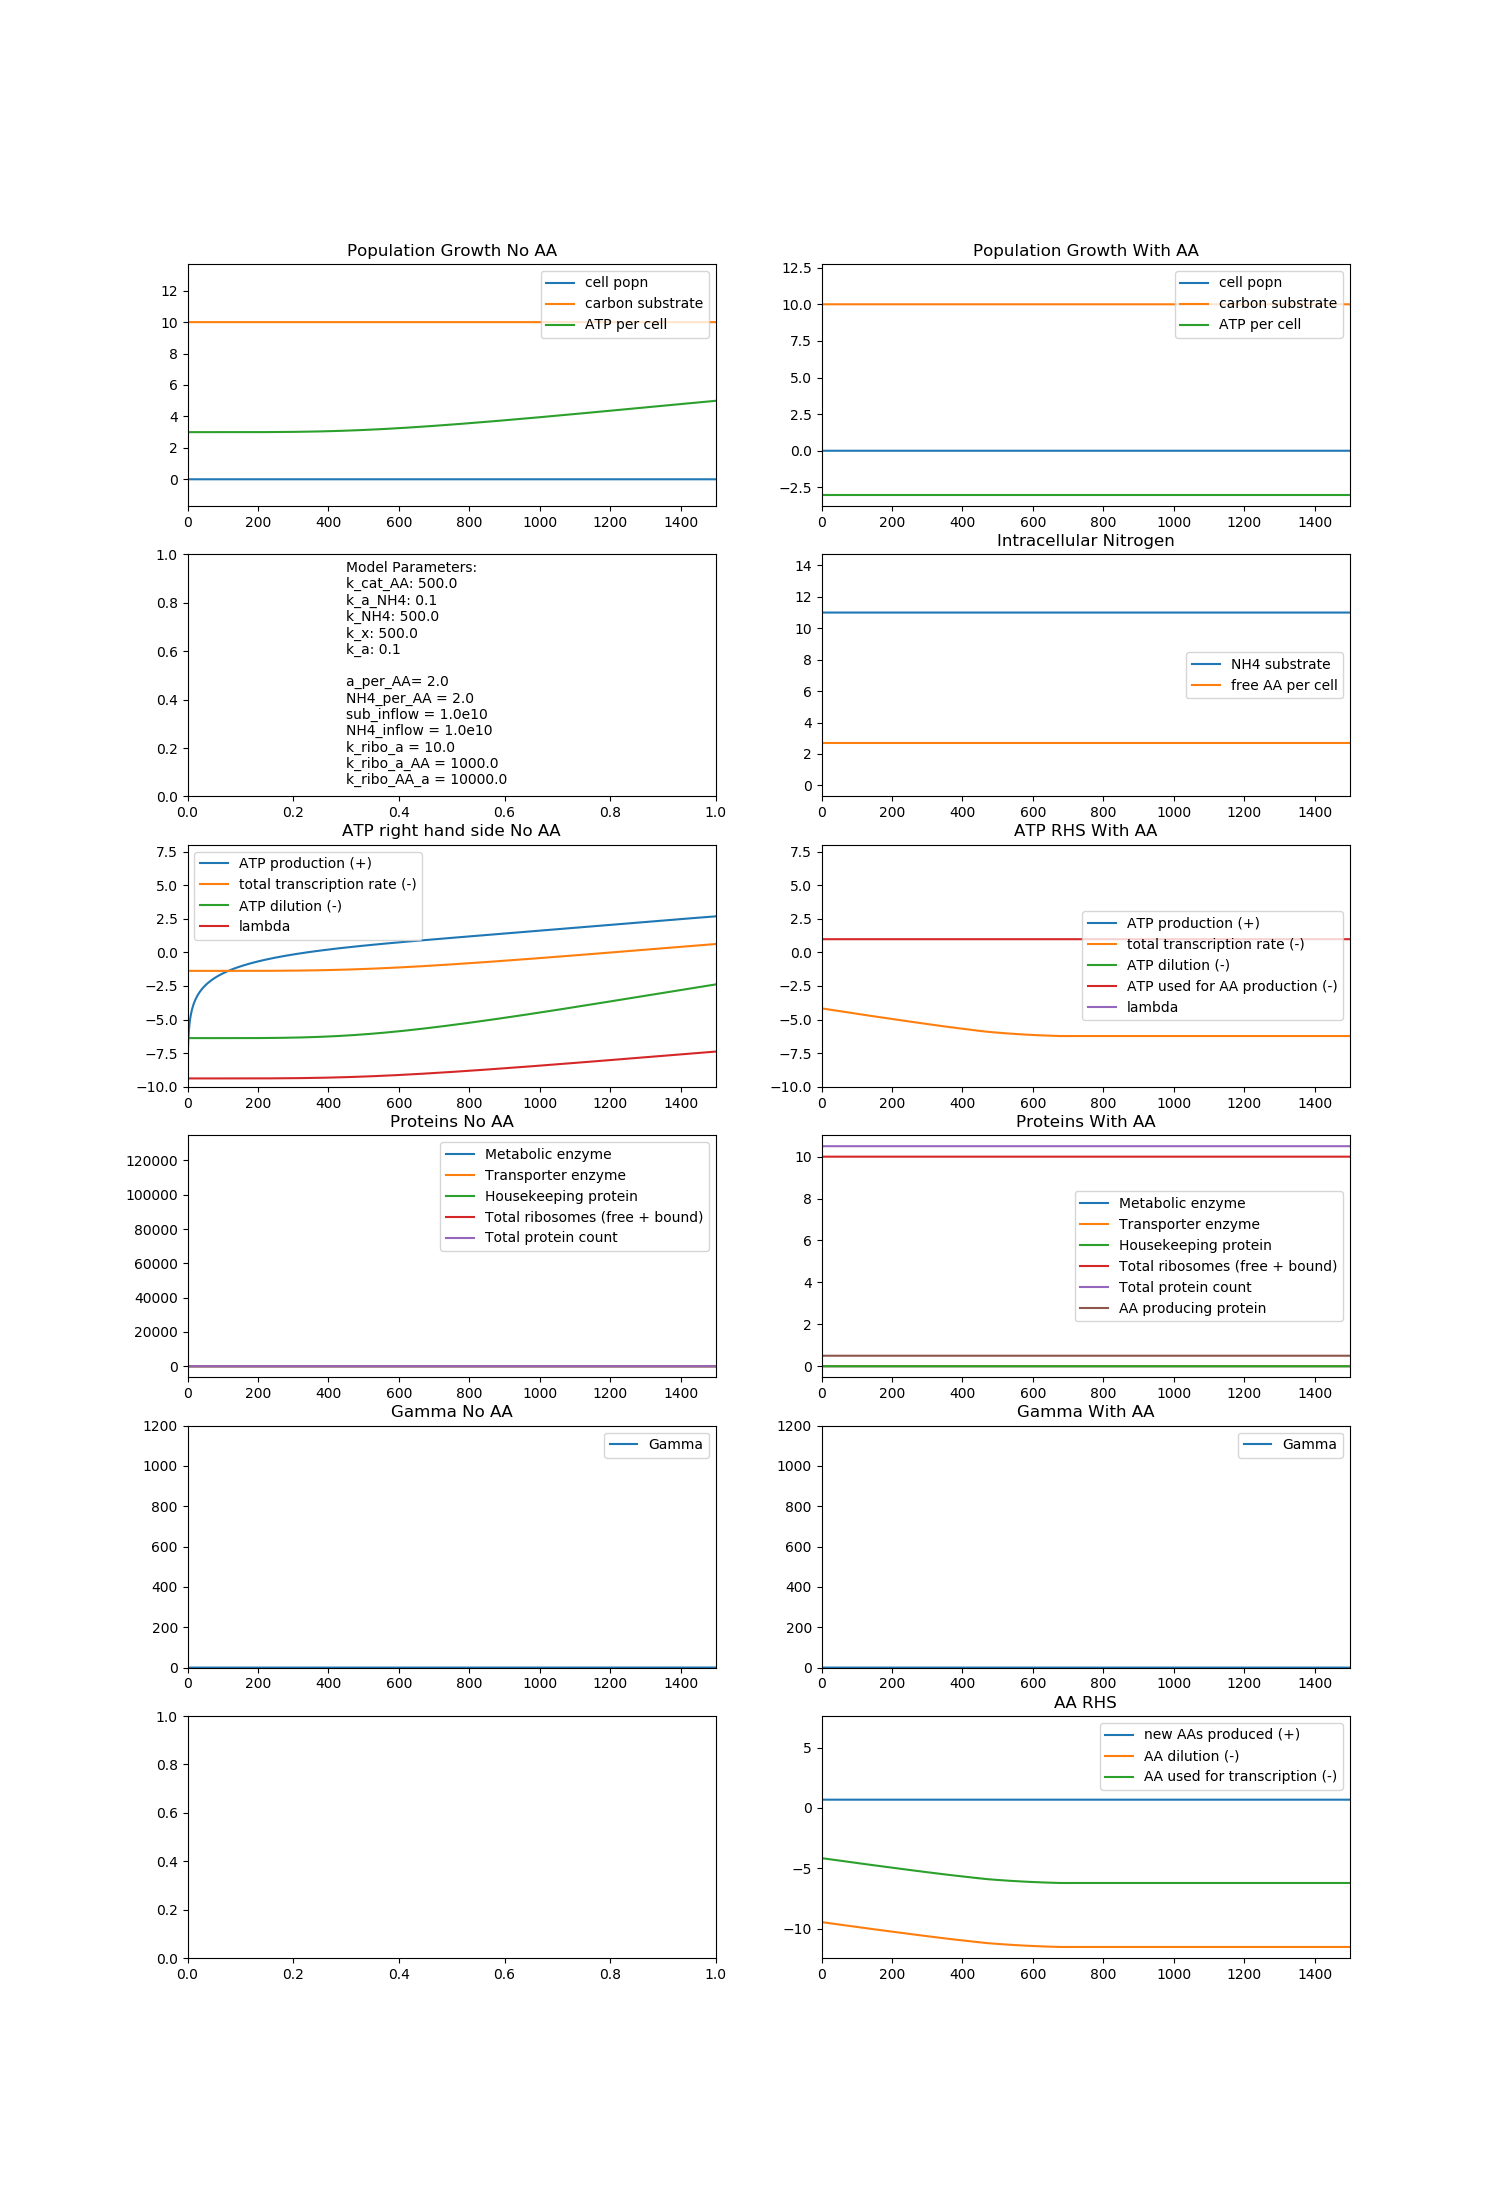 Population Growth No AA
12
10
8
6
4
2
0
0 200 400 600 800 1000 1200 1400
cell popn
carbon substrate
ATP per cell
Population Growth With AA
12.5
10.0
7.5
5.0
2.5
0.0
−2.5
0 200 400 600 800 1000 1200 1400
cell popn
carbon substrate
ATP per cell
1.0
0.8
0.6
0.4
0.2
0.0
0.0 0.2 0.4 0.6 0.8 1.0
Model Parameters:
k_cat_AA: 500.0
k_a_NH4: 0.1
k_NH4: 500.0
k_x: 500.0
k_a: 0.1
a_per_AA= 2.0
NH4_per_AA = 2.0
sub_inflow = 1.0e10
NH4_inflow = 1.0e10
k_ribo_a = 10.0
k_ribo_a_AA = 1000.0
k_ribo_AA_a = 10000.0
Intracellular Nitrogen
14
12
10
8
6
4
2
0
0 200 400 600 800 1000 1200 1400
NH4 substrate
free AA per cell
ATP right hand side No AA
7.5
5.0
2.5
0.0
−2.5
−5.0
−7.5
−10.0
0 200 400 600 800 1000 1200 1400
ATP production (+)
total transcription rate (-)
ATP dilution (-)
lambda
ATP RHS With AA
7.5
5.0
2.5
0.0
−2.5
−5.0
−7.5
−10.0
0 200 400 600 800 1000 1200 1400
ATP production (+)
total transcription rate (-)
ATP dilution (-)
ATP used for AA production (-)
lambda
Proteins No AA
120000
100000
80000
60000
40000
20000
0
0 200 400 600 800 1000 1200 1400
Metabolic enzyme
Transporter enzyme
Housekeeping protein
Total ribosomes (free + bound)
Total protein count
Proteins With AA
10
8
6
4
2
0
0 200 400 600 800 1000 1200 1400
Metabolic enzyme
Transporter enzyme
Housekeeping protein
Total ribosomes (free + bound)
Total protein count
AA producing protein
Gamma No AA
1200
1000
800
600
400
200
0
0 200 400 600 800 1000 1200 1400
Gamma
Gamma With AA
1200
1000
800
600
400
200
0
0 200 400 600 800 1000 1200 1400
Gamma
1.0
0.8
0.6
0.4
0.2
0.0
0.0 0.2 0.4 0.6 0.8 1.0
AA RHS
5
0
−5
−10
0 200 400 600 800 1000 1200 1400
new AAs produced (+)
AA dilution (-)
AA used for transcription (-)